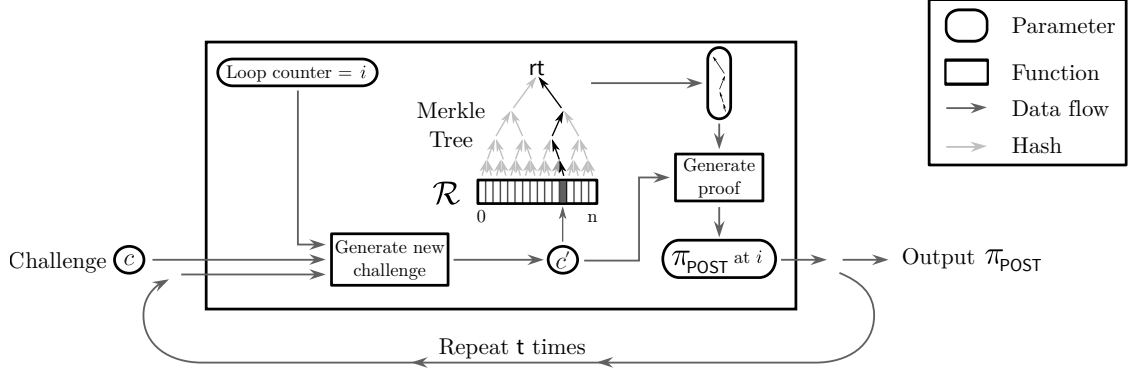 Parameter
Function
Data flow
Hash
Loop counter = i
rt
Merkle
Tree
R
0
n
Generate
proof
Challenge c
Generate new
challenge
c′
π_POST at i
Output π_POST
Repeat t times